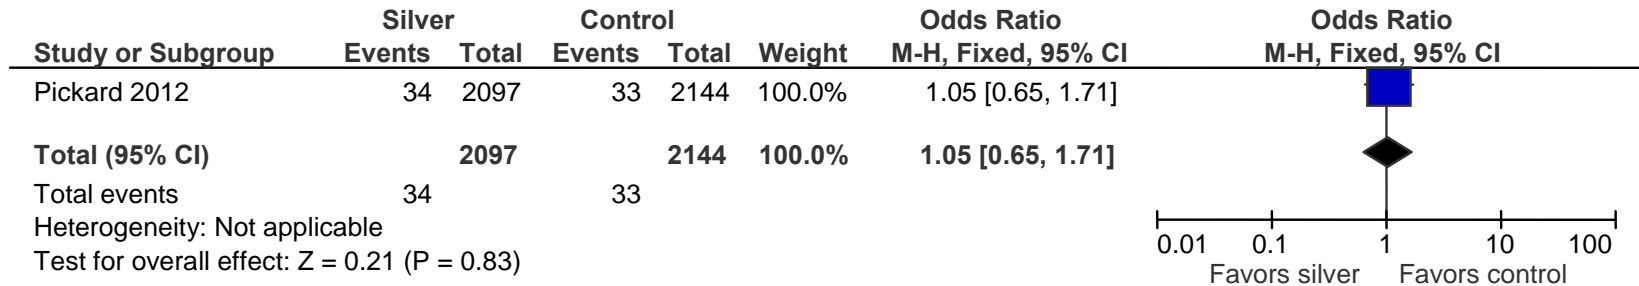 Silver Control Odds Ratio Odds Ratio
Study or Subgroup Events Total Events Total Weight M-H, Fixed, 95% CI M-H, Fixed, 95% CI
Pickard 2012 34 2097 33 2144 100.0% 1.05 [0.65, 1.71]
Total (95% CI) 2097 2144 100.0% 1.05 [0.65, 1.71]
Total events 34 33
Heterogeneity: Not applicable
Test for overall effect: Z = 0.21 (P = 0.83)
0.01 0.1 1 10 100
Favors silver Favors control